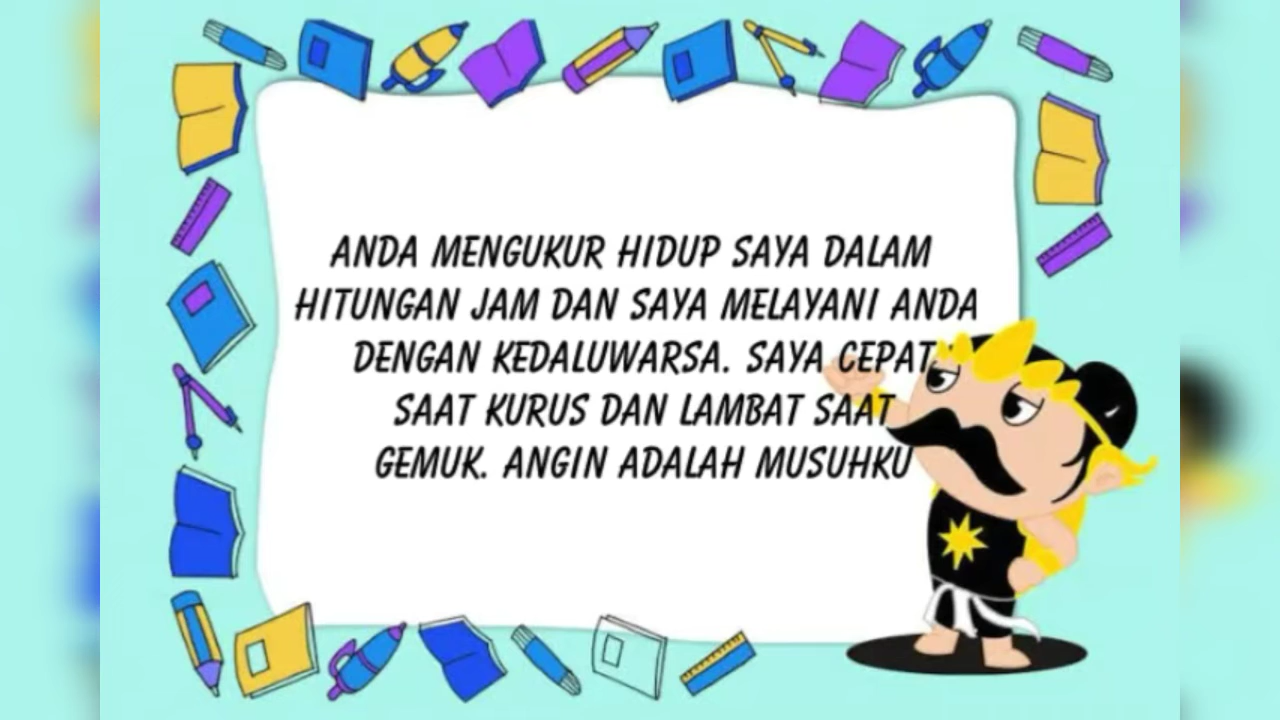 ANDA MENGUKUR HIDUP SAYA DALAM
HITUNGAN JAM DAN SAYA MELAYANI ANDA
DENGAN KEDALUWARSA. SAYA CEPAT
SAAT KURUS DAN LAMBAT SAAT
GEMUK. ANGIN ADALAH MUSUHKU